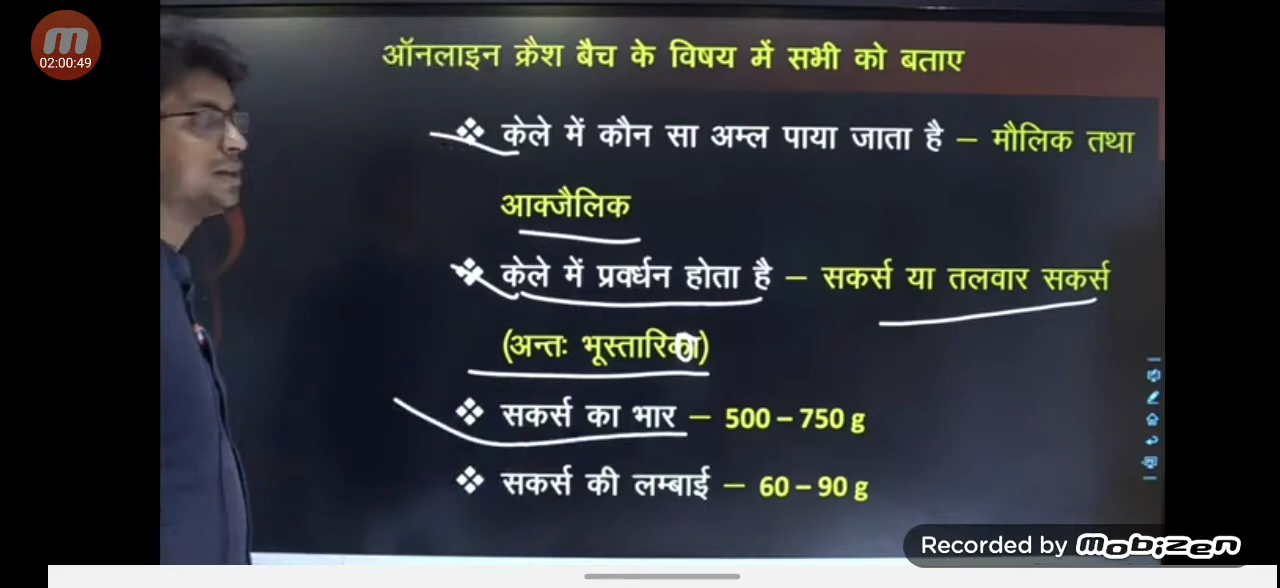 02:00:49
ऑनलाइन क्रैश बैच के विषय में सभी को बताए
❖ केले में कौन सा अम्ल पाया जाता है – मौलिक तथा
आक्जैलिक
❖ केले में प्रवर्धन होता है – सकर्स या तलवार सकर्स
(अन्तः भूस्तारिका)
❖ सकर्स का भार – 500 – 750 g
❖ सकर्स की लम्बाई – 60 – 90 g
Recorded by Mobizen